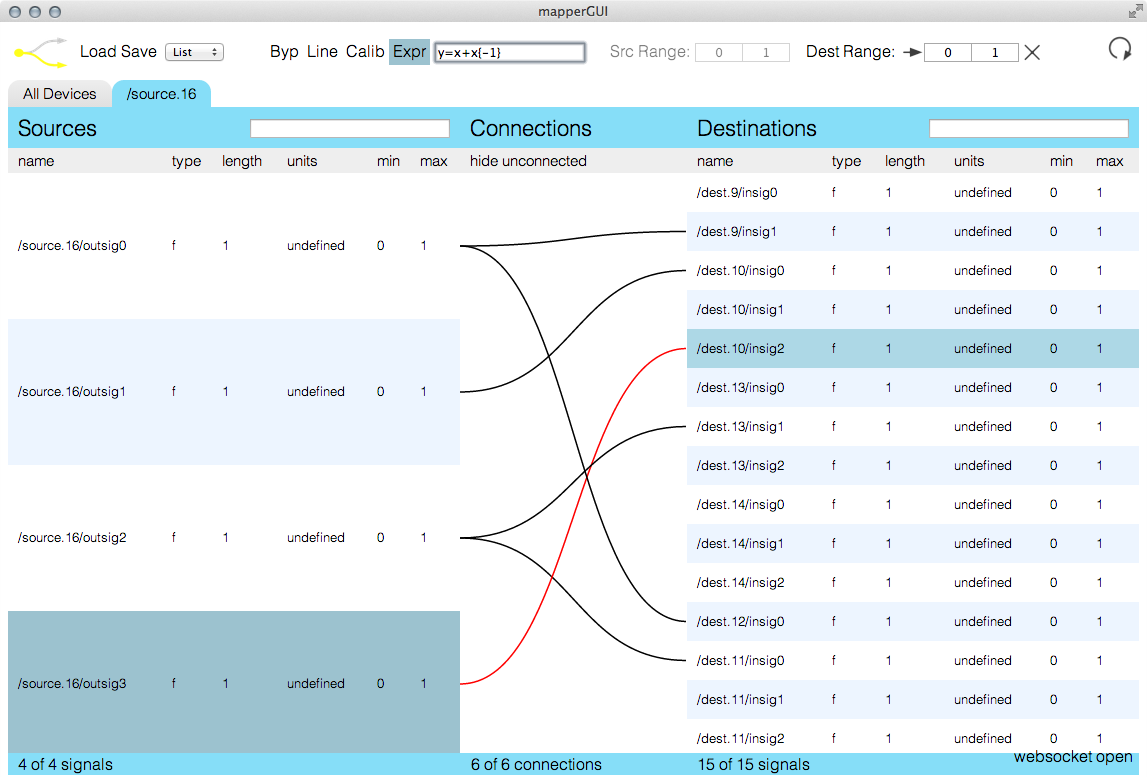 mapperGUI
Load Save List Byp Line Calib Expr y=x+x{-1} Src Range: 0 1 Dest Range: 0 1
All Devices /source.16
Sources Connections Destinations
name type length units min max hide unconnected name type length units min max
/dest.9/insig0 f 1 undefined 0 1
/dest.9/insig1 f 1 undefined 0 1
/source.16/outsig0 f 1 undefined 0 1
/dest.10/insig0 f 1 undefined 0 1
/dest.10/insig1 f 1 undefined 0 1
/dest.10/insig2 f 1 undefined 0 1
/source.16/outsig1 f 1 undefined 0 1
/dest.13/insig0 f 1 undefined 0 1
/dest.13/insig1 f 1 undefined 0 1
/dest.13/insig2 f 1 undefined 0 1
/dest.14/insig0 f 1 undefined 0 1
/source.16/outsig2 f 1 undefined 0 1
/dest.14/insig1 f 1 undefined 0 1
/dest.14/insig2 f 1 undefined 0 1
/dest.12/insig0 f 1 undefined 0 1
/dest.11/insig0 f 1 undefined 0 1
/source.16/outsig3 f 1 undefined 0 1
/dest.11/insig1 f 1 undefined 0 1
/dest.11/insig2 f 1 undefined 0 1
websocket open
4 of 4 signals 6 of 6 connections 15 of 15 signals